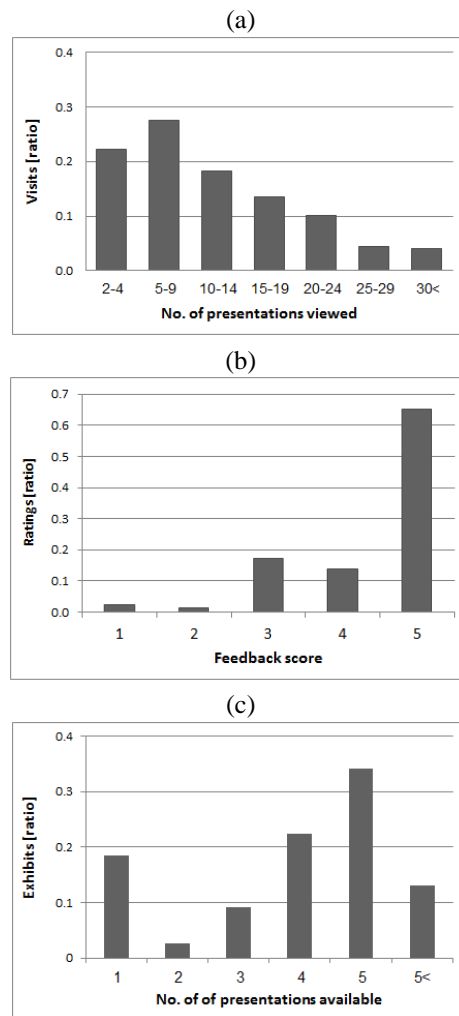 (a)
0.4
0.3
0.2
0.1
0.0
Visits [ratio]
2-4 5-9 10-14 15-19 20-24 25-29 30<
No. of presentations viewed
(b)
0.7
0.6
0.5
0.4
0.3
0.2
0.1
0.0
Ratings [ratio]
1 2 3 4 5
Feedback score
(c)
0.4
0.3
0.2
0.1
0
Exhibits [ratio]
1 2 3 4 5 5<
No. of of presentations available